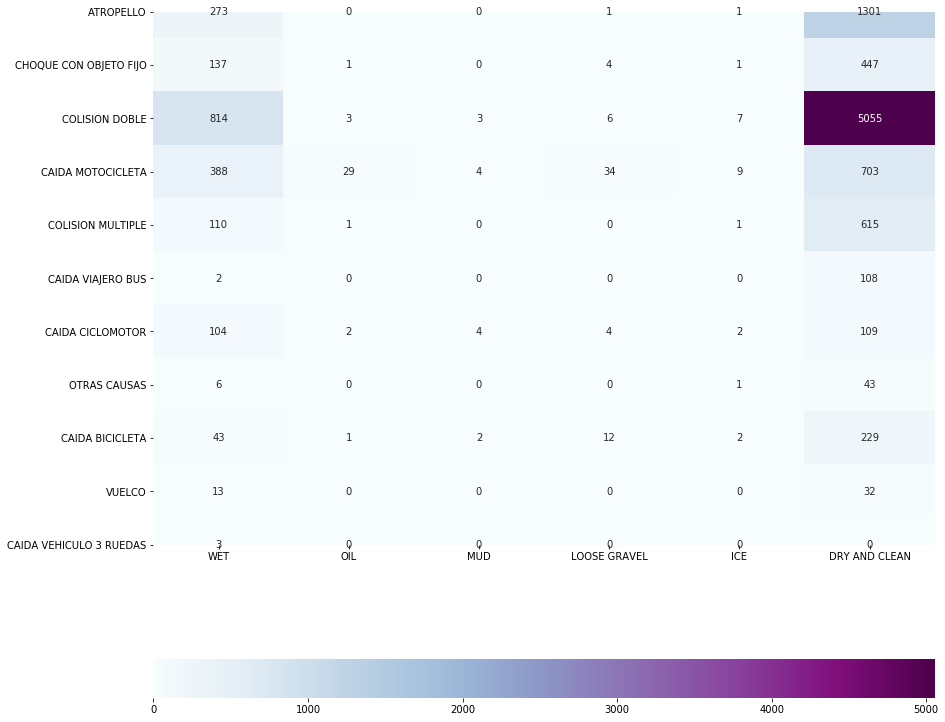 ATROPELLO 273 0 0 1 1 1301
CHOQUE CON OBJETO FIJO 137 1 0 4 1 447
COLISION DOBLE 814 3 3 6 7 5055
CAIDA MOTOCICLETA 388 29 4 34 9 703
COLISION MULTIPLE 110 1 0 0 1 615
CAIDA VIAJERO BUS 2 0 0 0 0 108
CAIDA CICLOMOTOR 104 2 4 4 2 109
OTRAS CAUSAS 6 0 0 0 1 43
CAIDA BICICLETA 43 1 2 12 2 229
VUELCO 13 0 0 0 0 32
CAIDA VEHICULO 3 RUEDAS 3 0 0 0 0 0
WET OIL MUD LOOSE GRAVEL ICE DRY AND CLEAN
0 1000 2000 3000 4000 5000